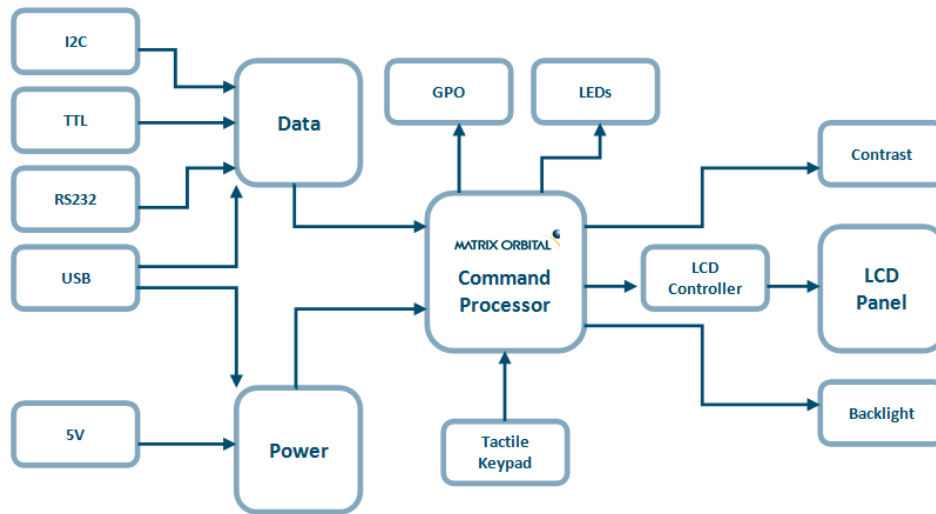 I2C
TTL
RS232
USB
5V
Data
Power
GPO
LEDs
MATRIX ORBITAL
Command
Processor
Tactile
Keypad
Contrast
LCD
Controller
LCD
Panel
Backlight